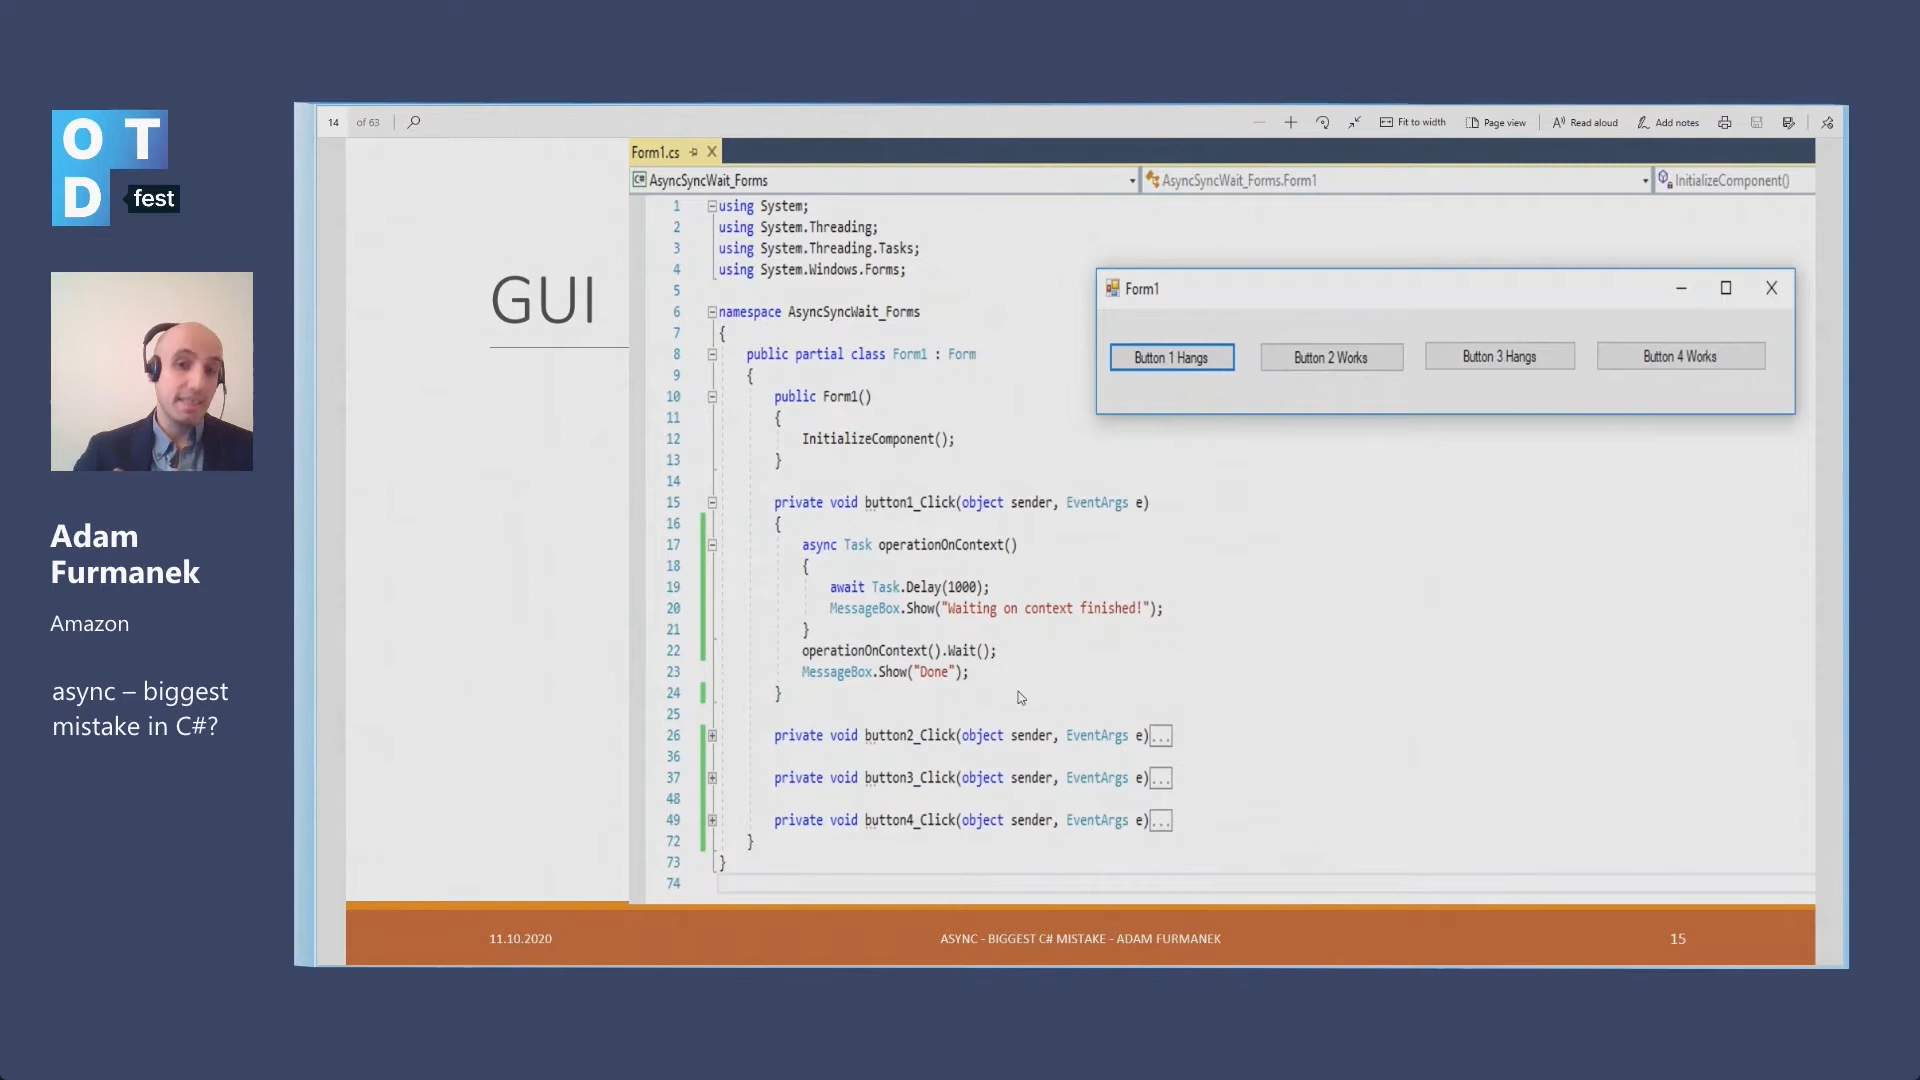 O T
D fest
Adam
Furmanek
Amazon
async – biggest
mistake in C#?
14 of 63
Fit to width
Page view
Read aloud
Add notes
GUI
Form1.cs
AsyncSyncWait_Forms
AsyncSyncWait_Forms.Form1
InitializeComponent()
1 using System;
2 using System.Threading;
3 using System.Threading.Tasks;
4 using System.Windows.Forms;
5
6 namespace AsyncSyncWait_Forms
7 {
8 public partial class Form1 : Form
9 {
10 public Form1()
11 {
12 InitializeComponent();
13 }
14
15 private void button1_Click(object sender, EventArgs e)
16 {
17 async Task operationOnContext()
18 {
19 await Task.Delay(1000);
20 MessageBox.Show("Waiting on context finished!");
21 }
22 operationOnContext().Wait();
23 MessageBox.Show("Done");
24 }
25
26 private void button2_Click(object sender, EventArgs e)...
36
37 private void button3_Click(object sender, EventArgs e)...
48
49 private void button4_Click(object sender, EventArgs e)...
72 }
73 }
74
Form1
Button 1 Hangs
Button 2 Works
Button 3 Hangs
Button 4 Works
11.10.2020
ASYNC - BIGGEST C# MISTAKE - ADAM FURMANEK
15